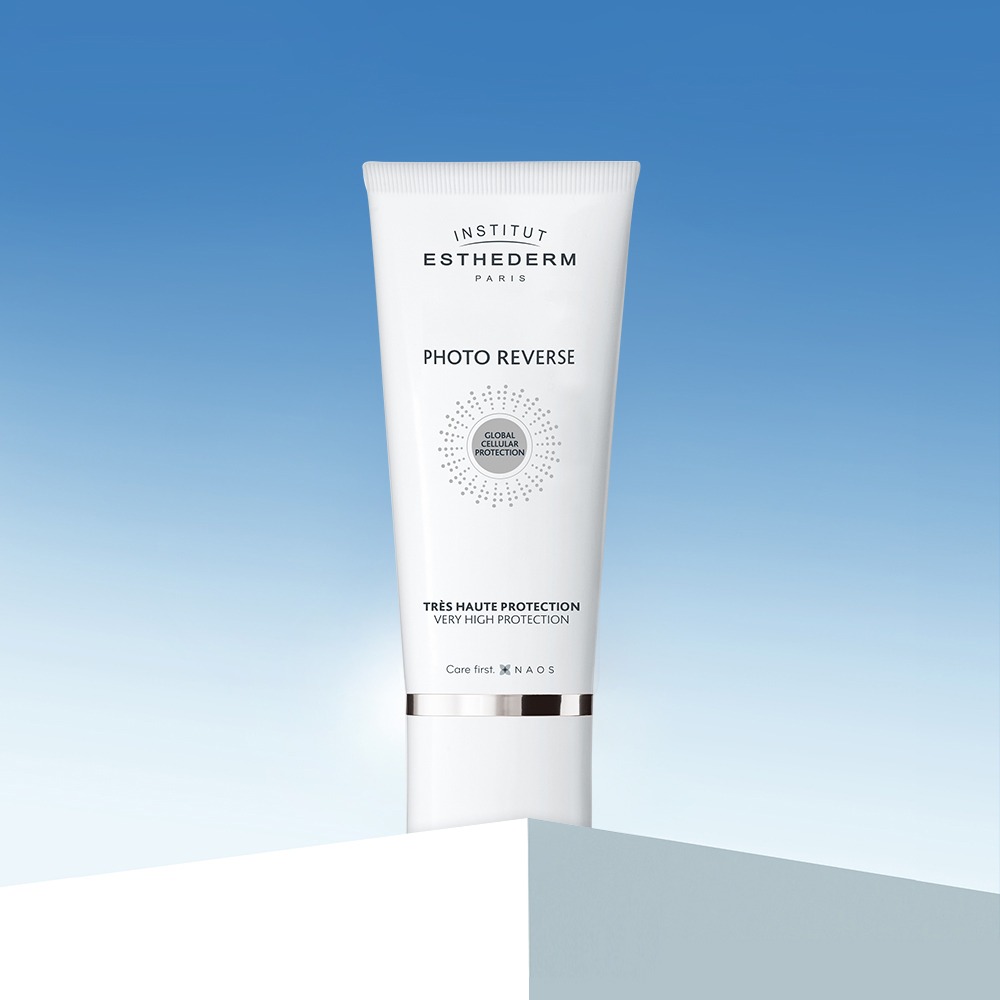 INSTITUT
ESTHEDERM
PARIS
PHOTO REVERSE
GLOBAL
CELLULAR
PROTECTION
TRÈS HAUTE PROTECTION
VERY HIGH PROTECTION
Care first. NAOS